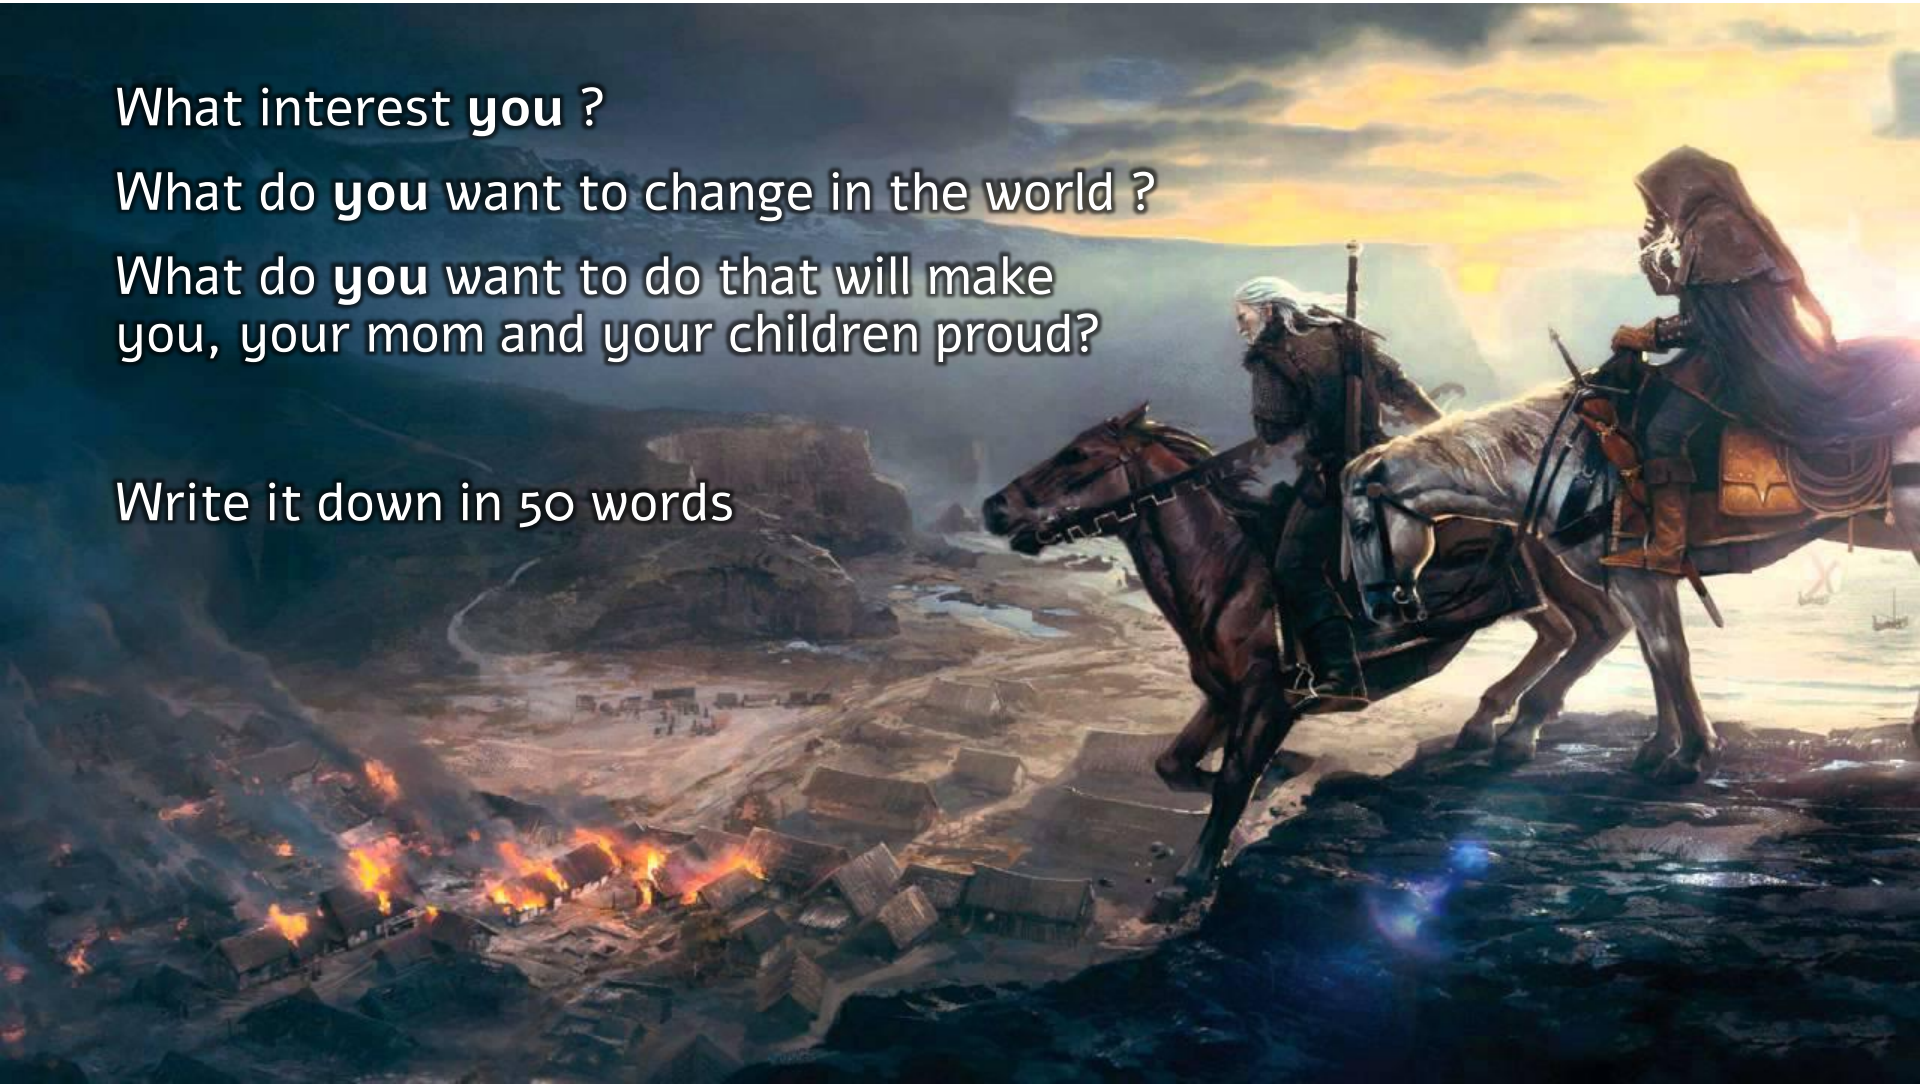 What interest you ?
What do you want to change in the world ?
What do you want to do that will make
you, your mom and your children proud?
Write it down in 50 words